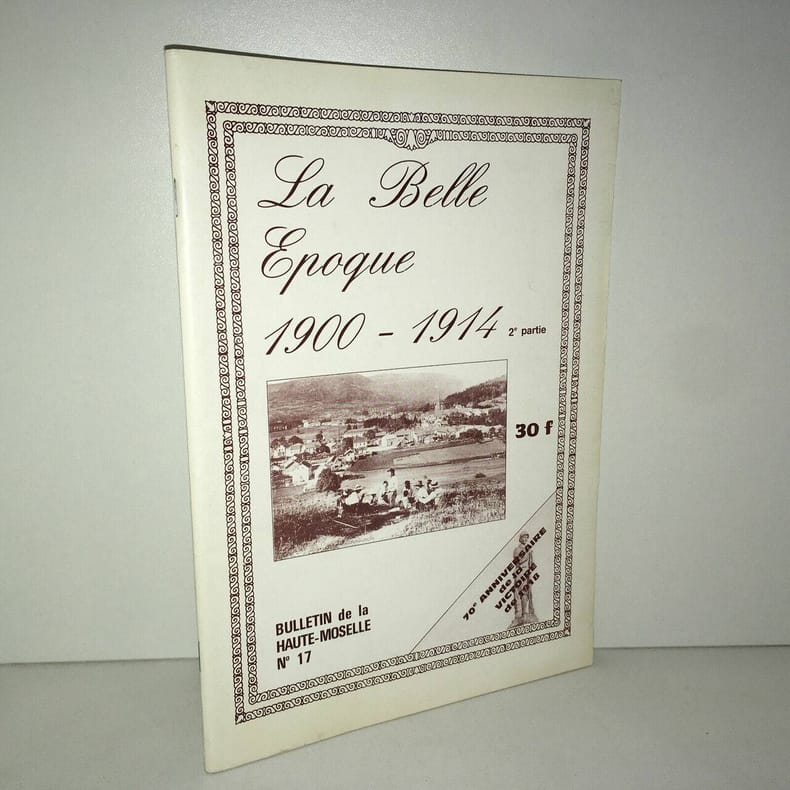 La Belle
Epoque
1900 - 1914 2e partie
30 f
70e ANNIVERSAIRE
de la
VICTOIRE
de
BULLETIN de la
HAUTE-MOSELLE
N° 17